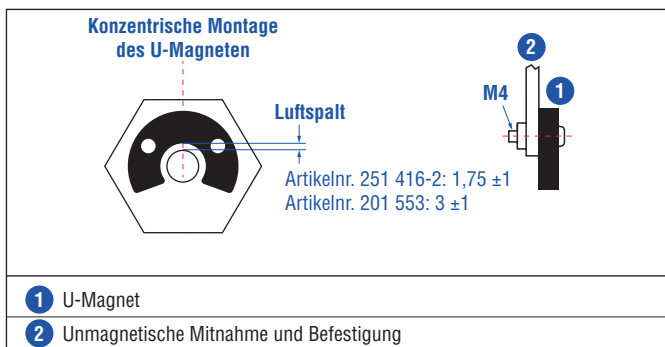 Konzentrische Montage
des U-Magneten
Luftspalt
Artikelnr. 251 416-2: 1,75 ±1
Artikelnr. 201 553: 3 ±1
2
1
M4
1 U-Magnet
2 Unmagnetische Mitnahme und Befestigung